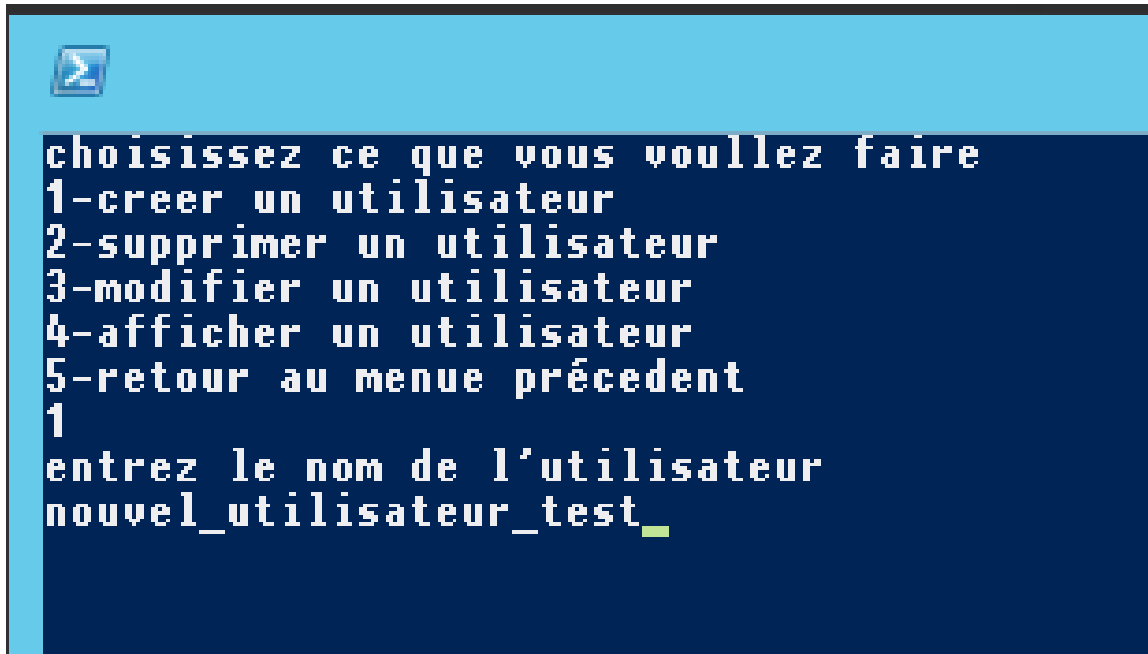 choisissez ce que vous voullez faire
1-creer un utilisateur
2-supprimer un utilisateur
3-modifier un utilisateur
4-afficher un utilisateur
5-retour au menue précedent
1
entrez le nom de l'utilisateur
nouvel_utilisateur_test_